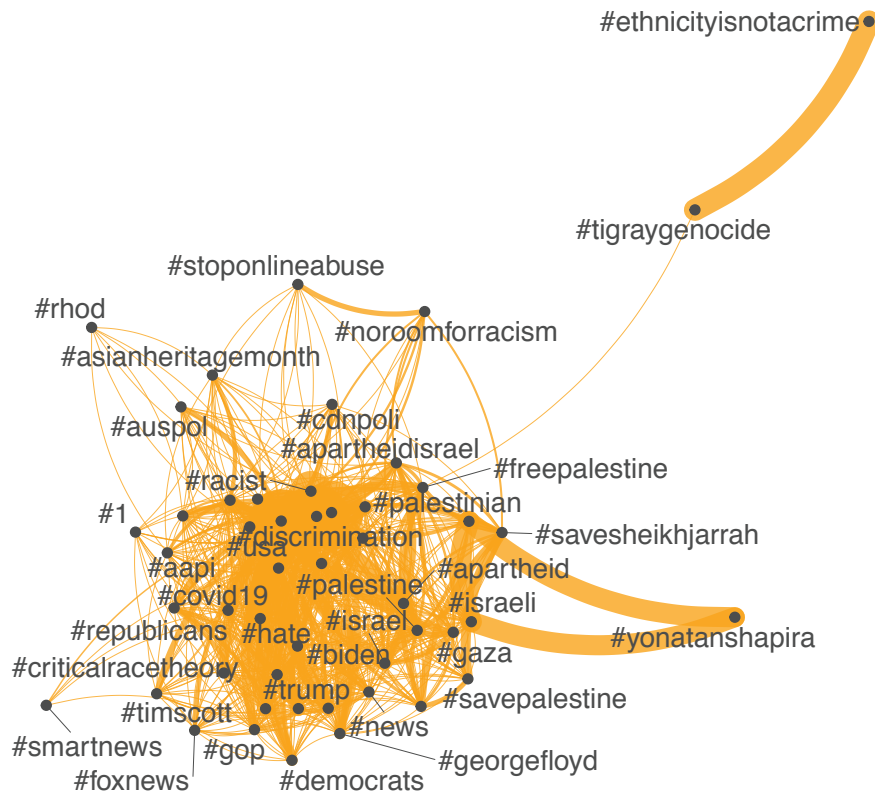 #ethnicityisnotacrime
#tigraygenocide
#stoponlineabuse
#rhod
#noroomforracism
#asianheritagemonth
#auspol
#cdnpoli
#apartheidisrael
#freepalestine
#racist
#palestinian
#1
#discrimination
#savesheikhjarrah
#usa
#aapi
#apartheid
#palestine
#covid19
#israeli
#israel
#republicans
#hate
#yonatanshapira
#biden
#gaza
#criticalracetheory
#trump
#savepalestine
#timscott
#news
#smartnews
#gop
#georgefloyd
#foxnews
#democrats